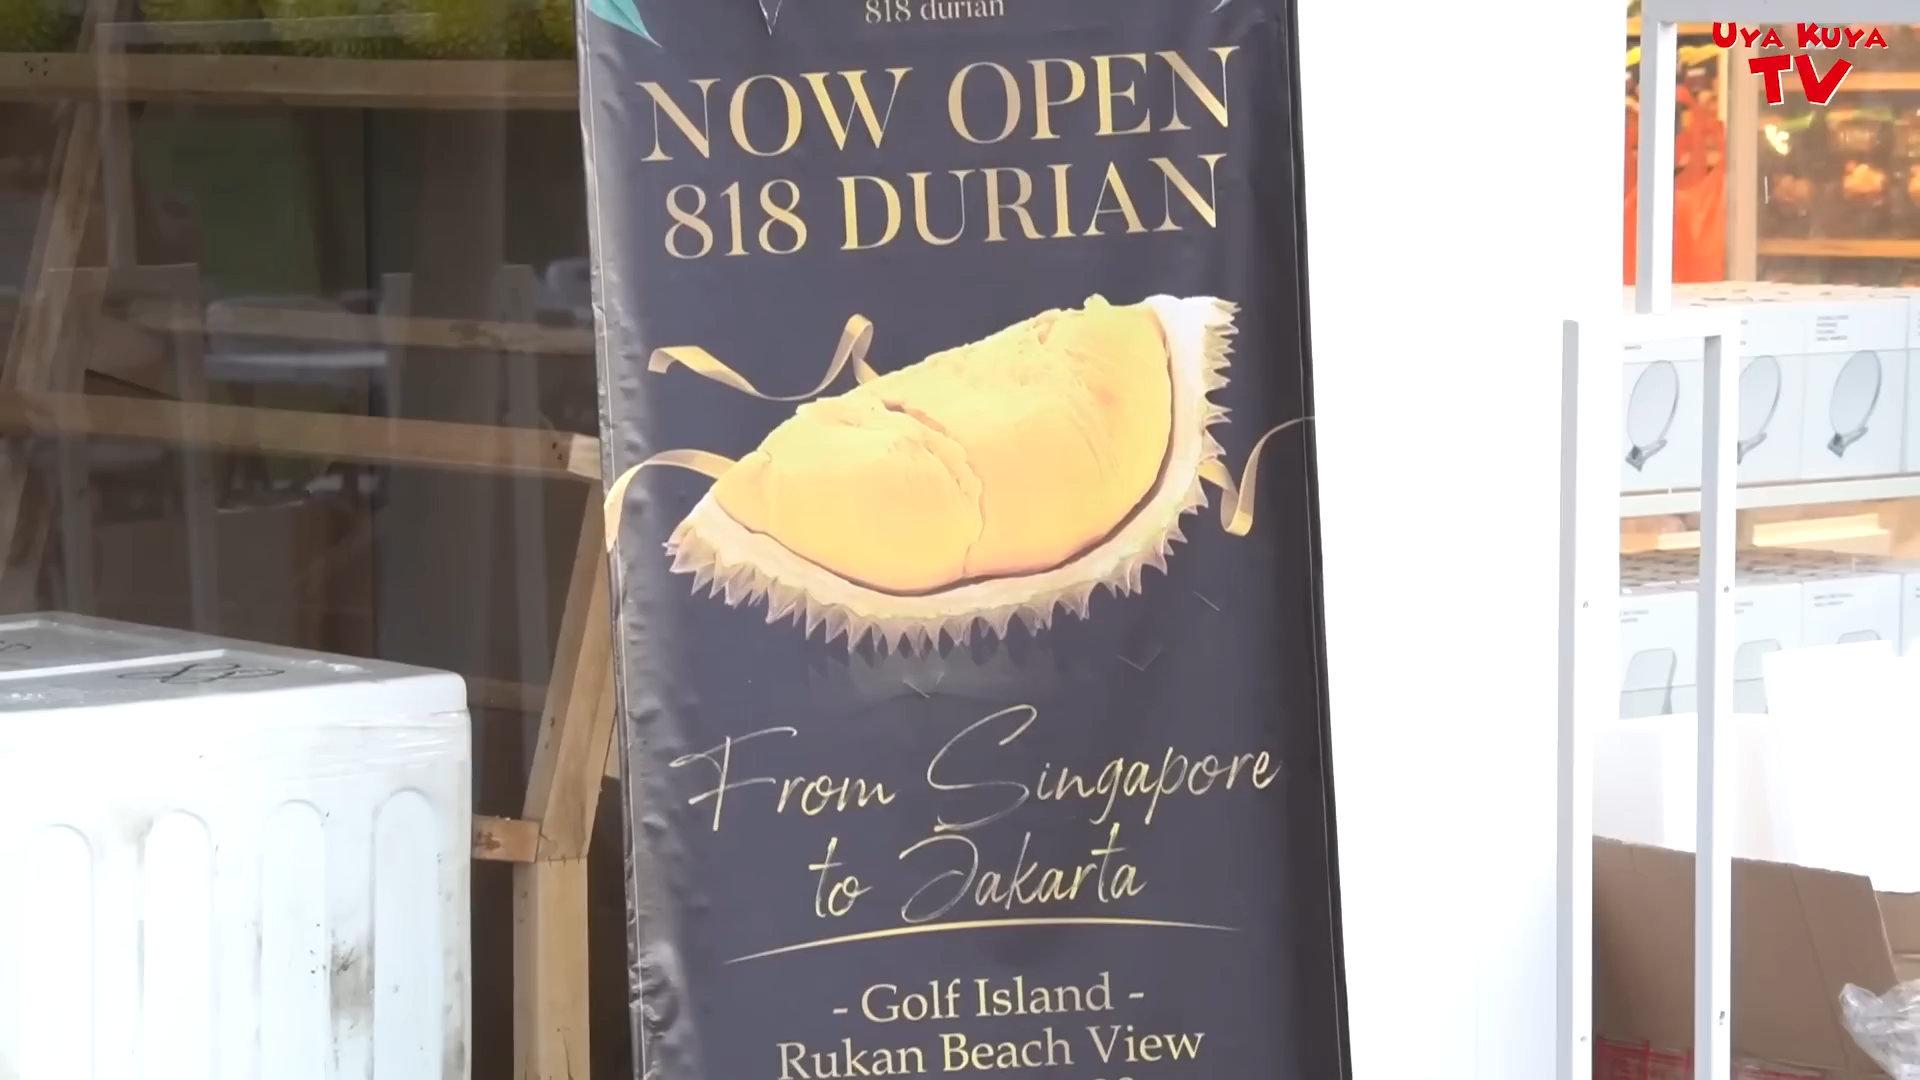 818 durian
UYA KUYA
TV
NOW OPEN
818 DURIAN
From Singapore
to Jakarta
- Golf Island -
Rukan Beach View